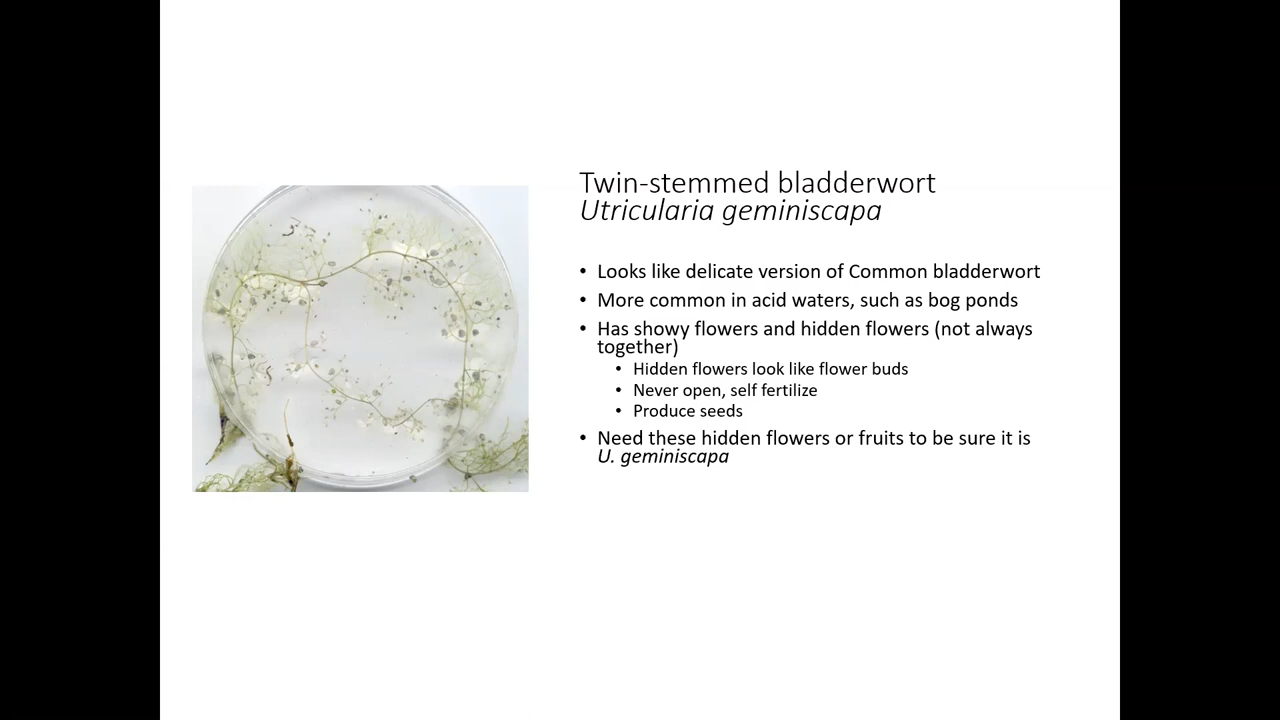 Twin-stemmed bladderwort
Utricularia geminiscapa
• Looks like delicate version of Common bladderwort
• More common in acid waters, such as bog ponds
• Has showy flowers and hidden flowers (not always
together)
• Hidden flowers look like flower buds
• Never open, self fertilize
• Produce seeds
• Need these hidden flowers or fruits to be sure it is
U. geminiscapa